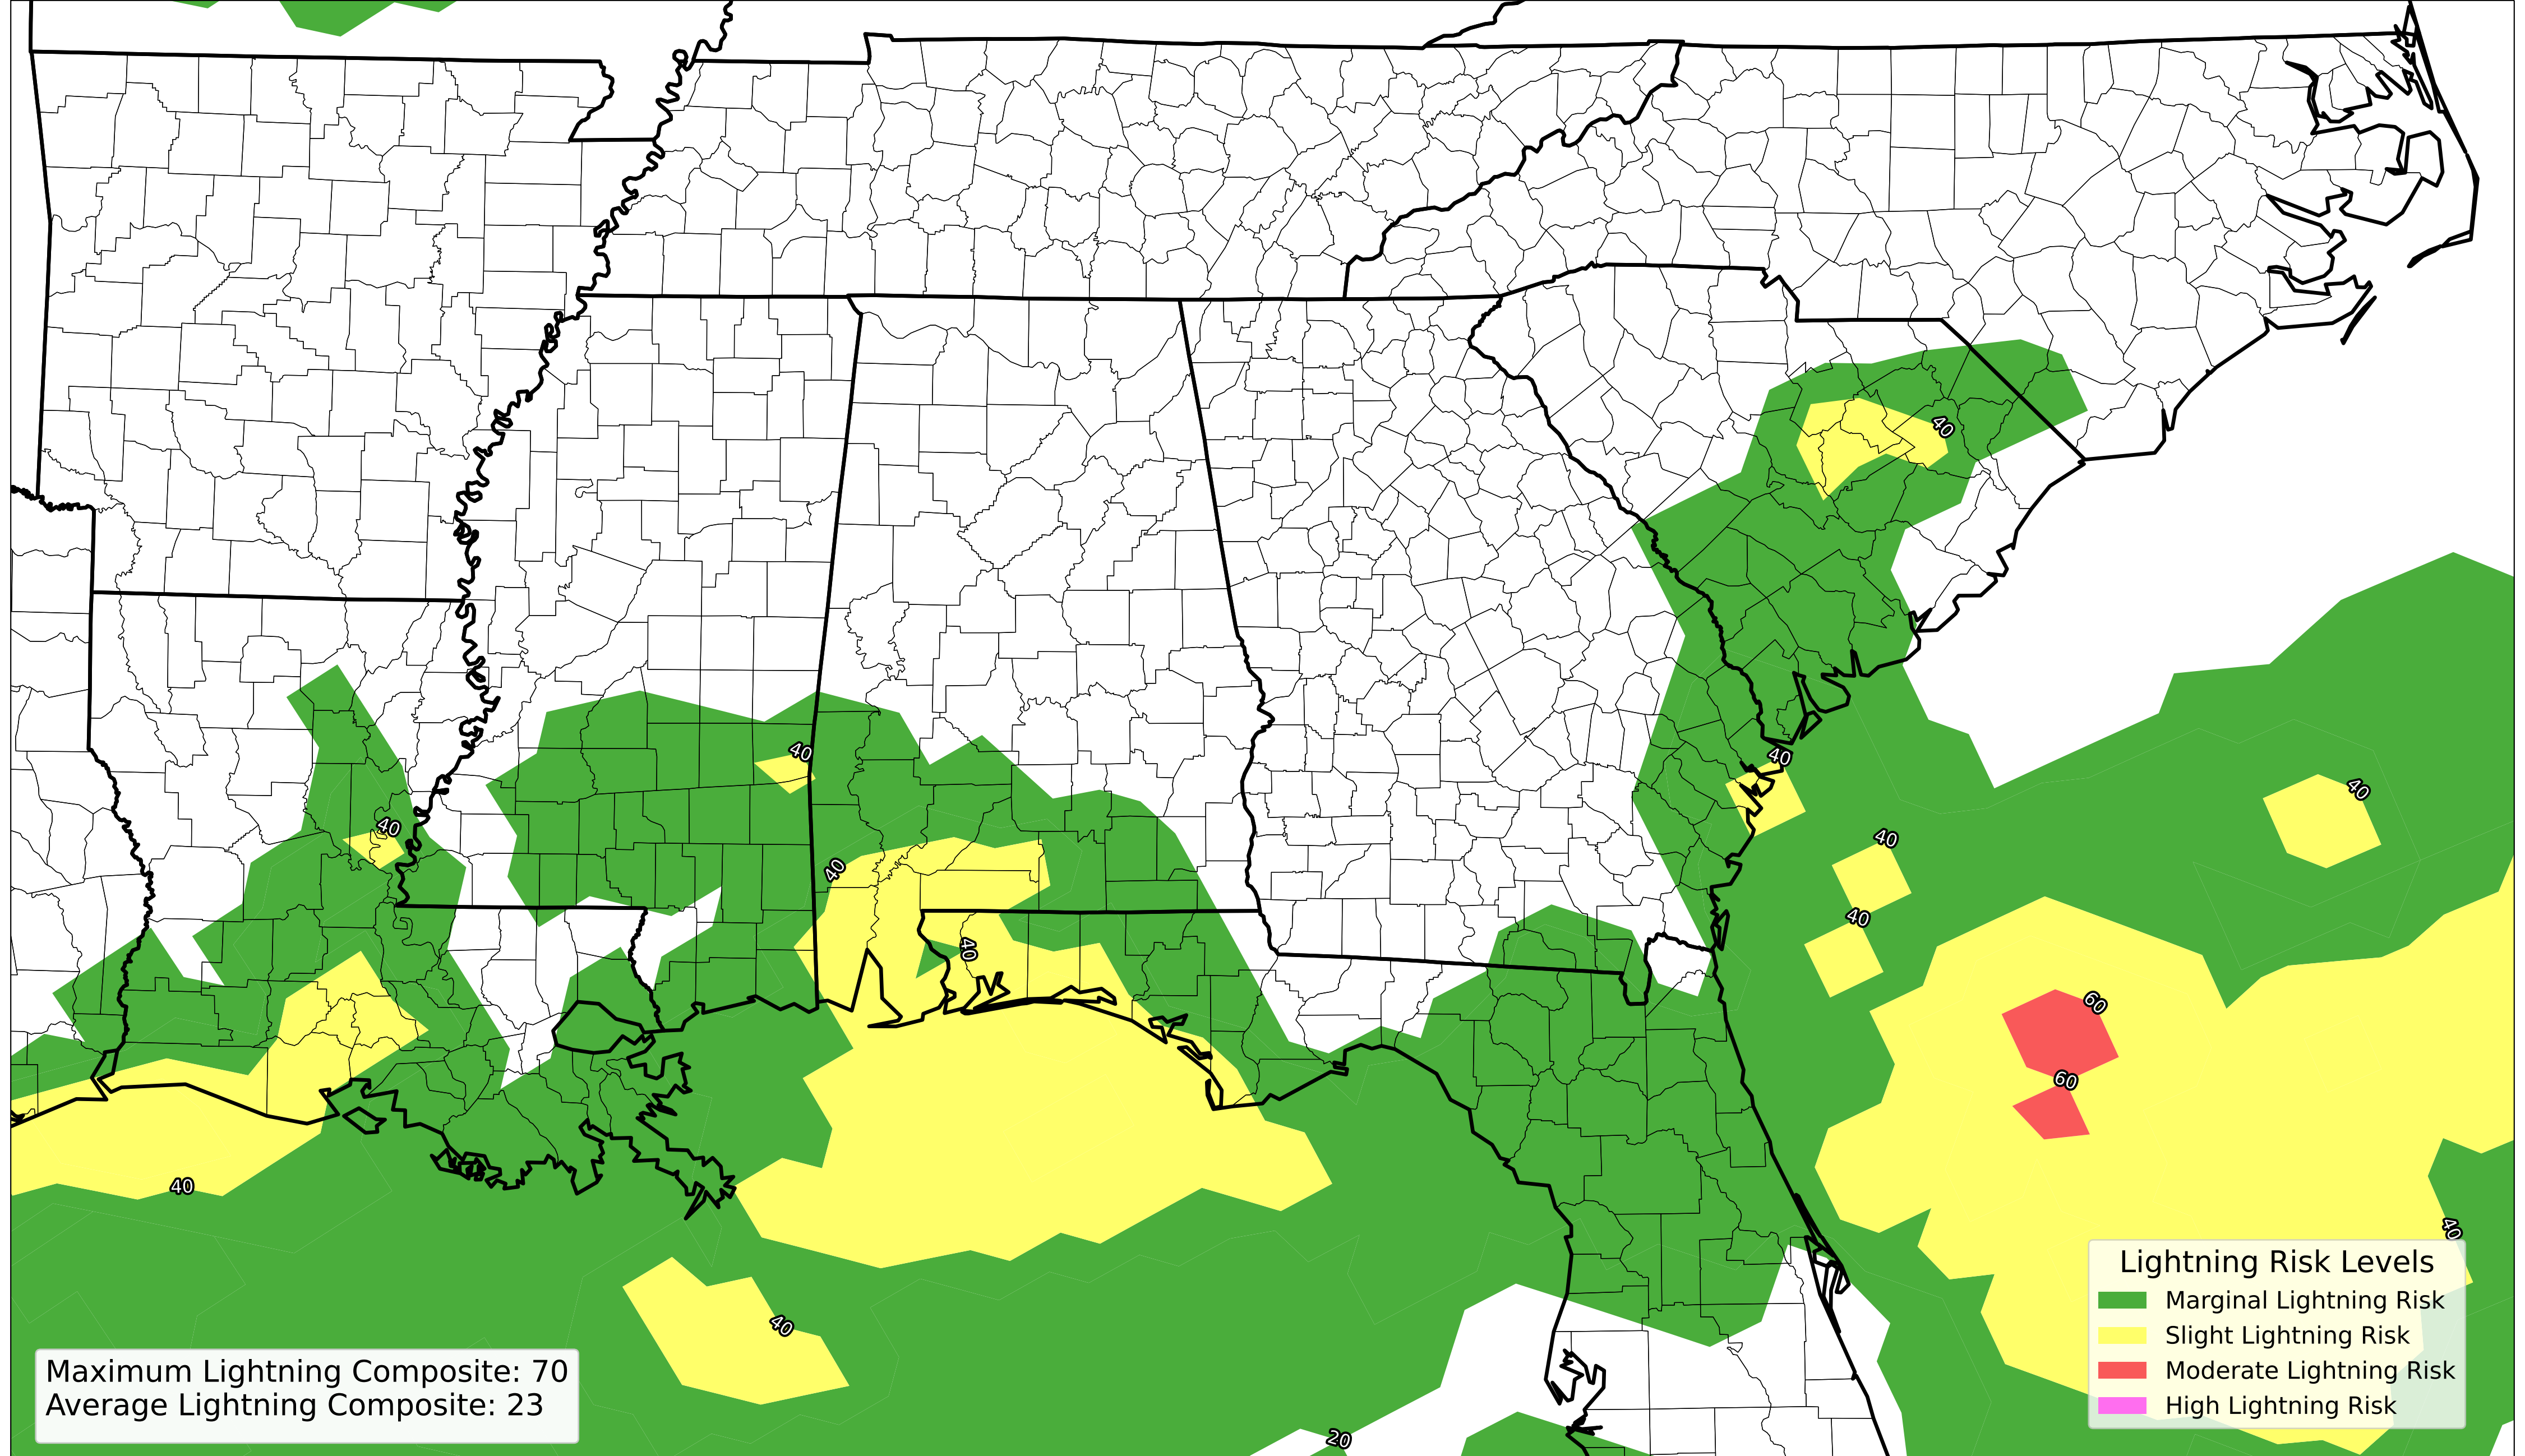 40
40
40
40
40
40
40
40
40
40
60
60
40
40
40
20
Maximum Lightning Composite: 70
Average Lightning Composite: 23
Lightning Risk Levels
Marginal Lightning Risk
Slight Lightning Risk
Moderate Lightning Risk
High Lightning Risk